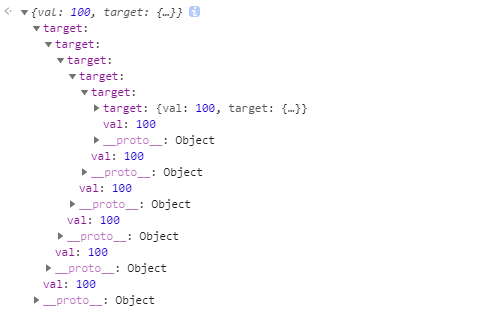 {val: 100, target: {…}} i
target:
target:
target:
target:
target:
target: {val: 100, target: {…}}
val: 100
__proto__: Object
val: 100
__proto__: Object
val: 100
__proto__: Object
val: 100
__proto__: Object
val: 100
__proto__: Object
val: 100
__proto__: Object